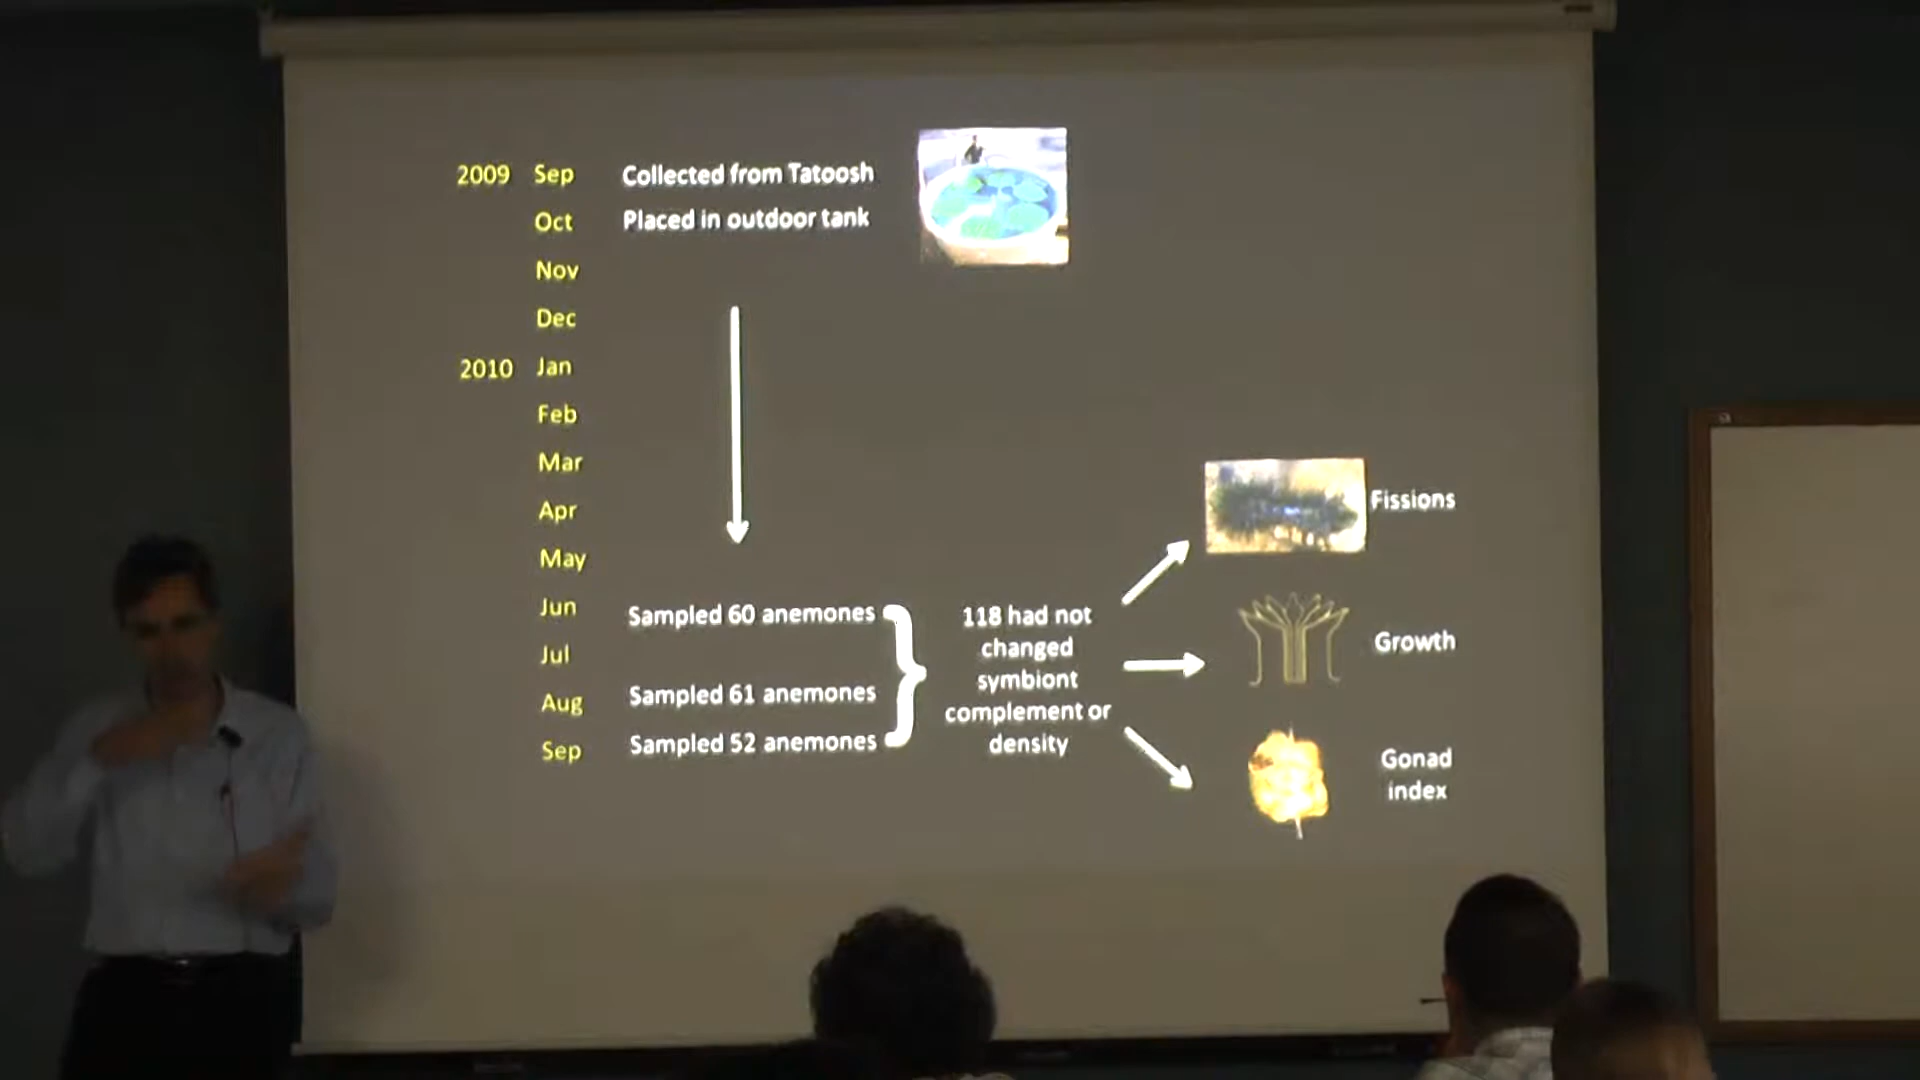 2009 Sep Collected from Tatoosh
Oct Placed in outdoor tank
Nov
Dec
2010 Jan
Feb
Mar
Apr
May
Jun Sampled 60 anemones
Jul
Aug Sampled 61 anemones
Sep Sampled 52 anemones
118 had not
changed
symbiont
complement or
density
Fissions
Growth
Gonad
index